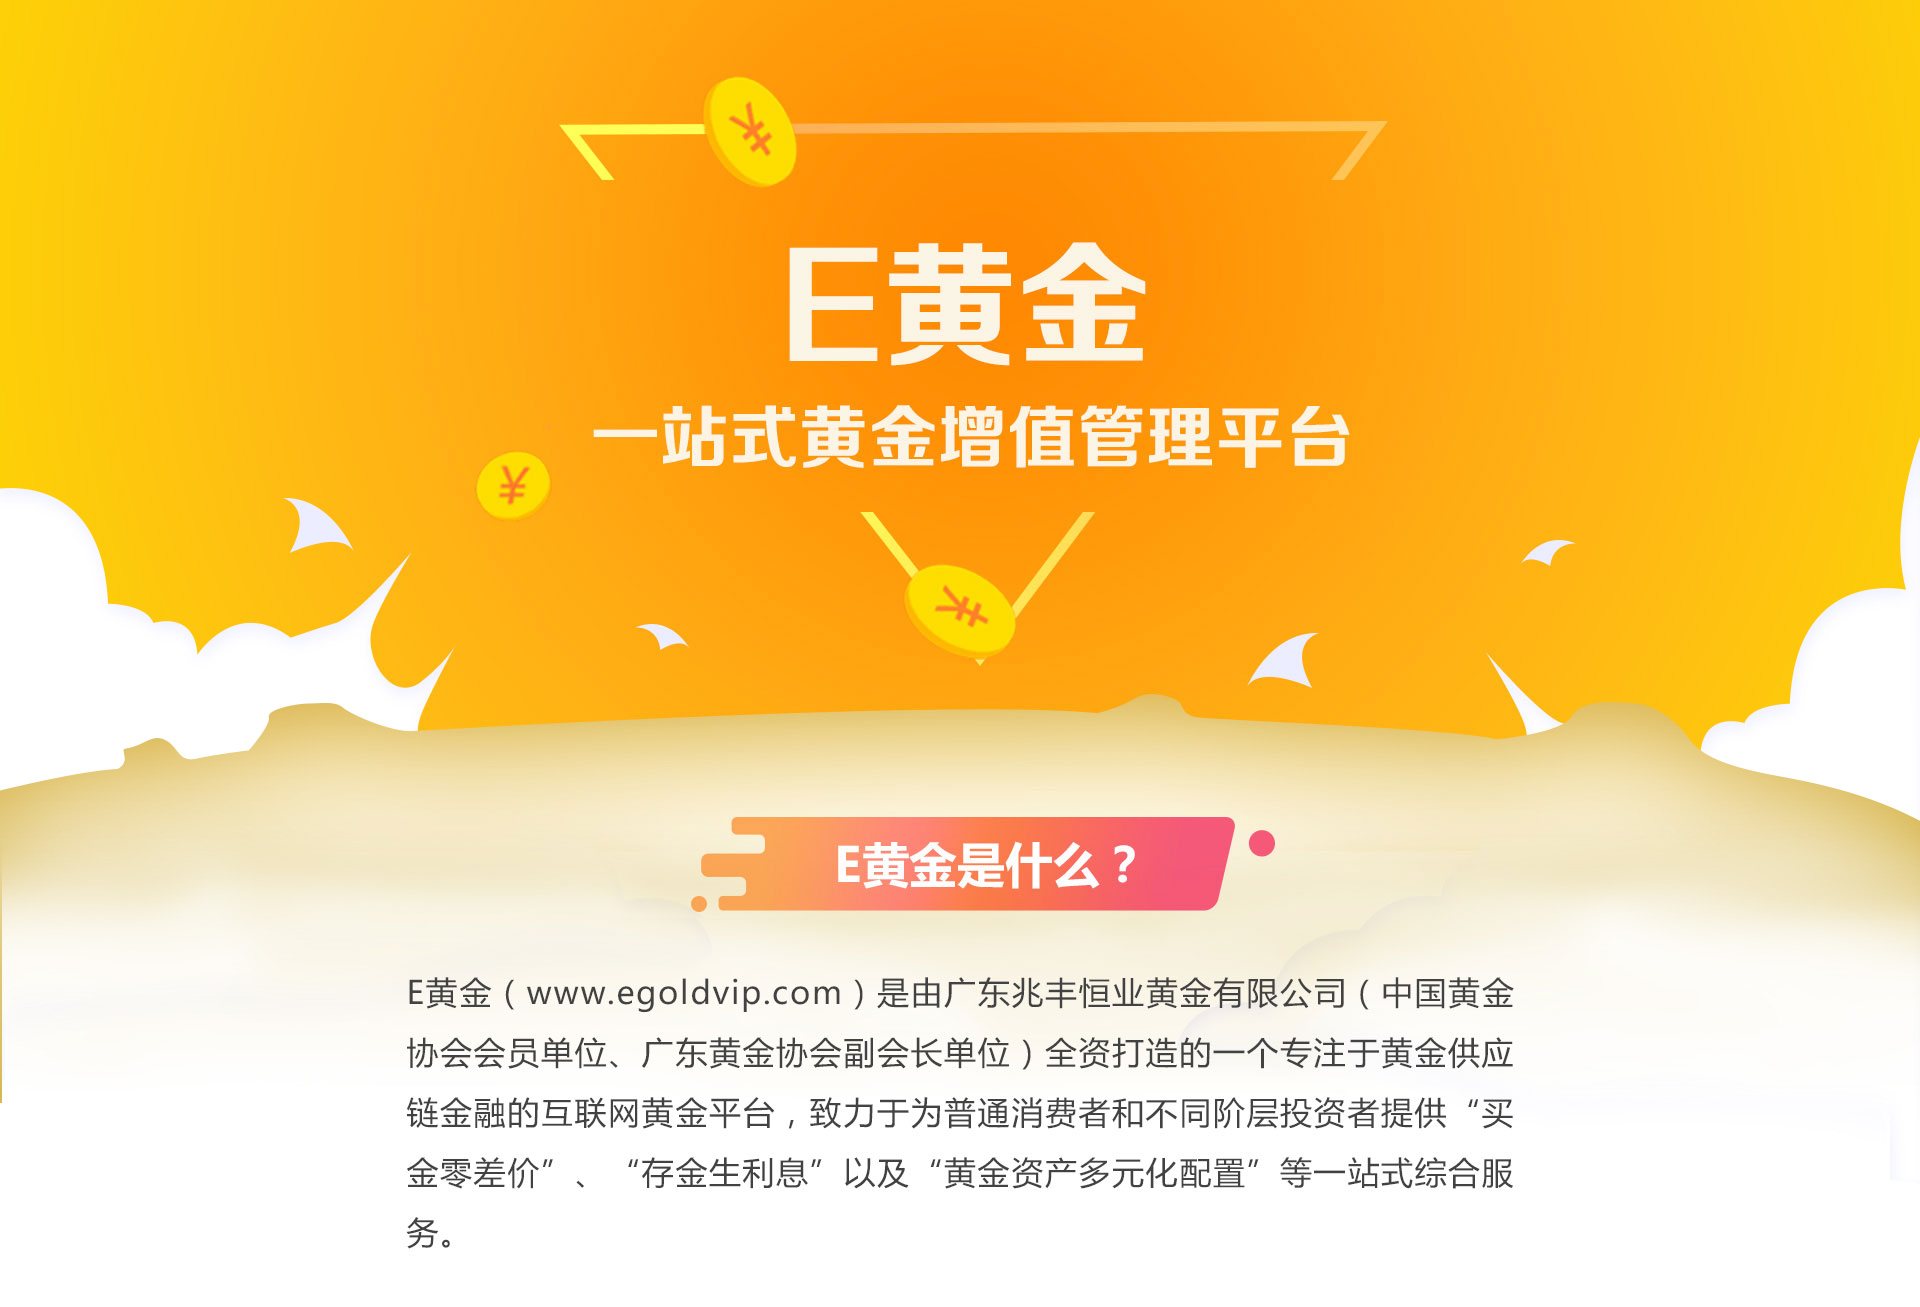 E黄金
一站式黄金增值管理平台
E黄金是什么？
E黄金（www.egoldvip.com）是由广东兆丰恒业黄金有限公司（中国黄金
协会会员单位、广东黄金协会副会长单位）全资打造的一个专注于黄金供应
链金融的互联网黄金平台，致力于为普通消费者和不同阶层投资者提供“买
金零差价”、“存金生利息”以及“黄金资产多元化配置”等一站式综合服
务。